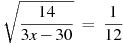 √(14/(3x − 30)) = 1/12